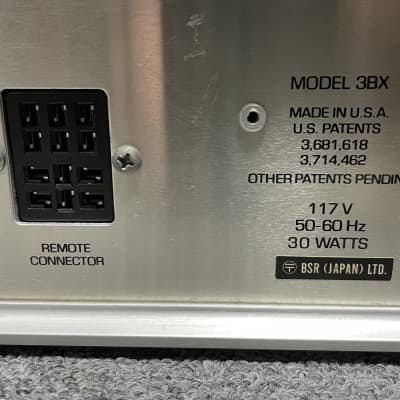 MODEL 3BX
MADE IN U.S.A.
U.S. PATENTS
3,681,618
3,714,462
OTHER PATENTS PENDIN
117 V
50-60 Hz
30 WATTS
BSR (JAPAN) LTD.
REMOTE
CONNECTOR